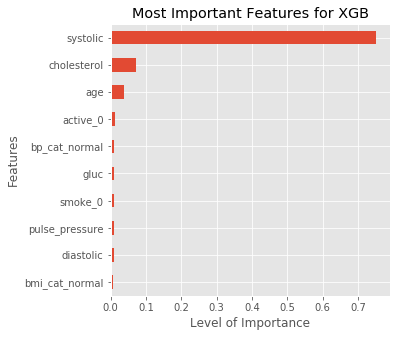 Most Important Features for XGB
systolic
cholesterol
age
active_0
bp_cat_normal
gluc
smoke_0
pulse_pressure
diastolic
bmi_cat_normal
Features
0.0 0.1 0.2 0.3 0.4 0.5 0.6 0.7
Level of Importance